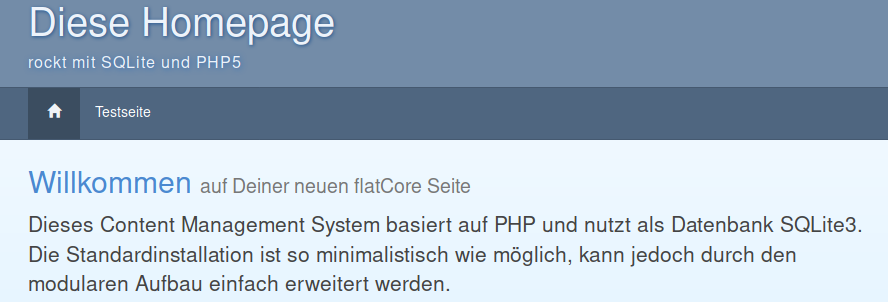 Diese Homepage
rockt mit SQLite und PHP5
Testseite
Willkommen auf Deiner neuen flatCore Seite
Dieses Content Management System basiert auf PHP und nutzt als Datenbank SQLite3.
Die Standardinstallation ist so minimalistisch wie möglich, kann jedoch durch den
modularen Aufbau einfach erweitert werden.